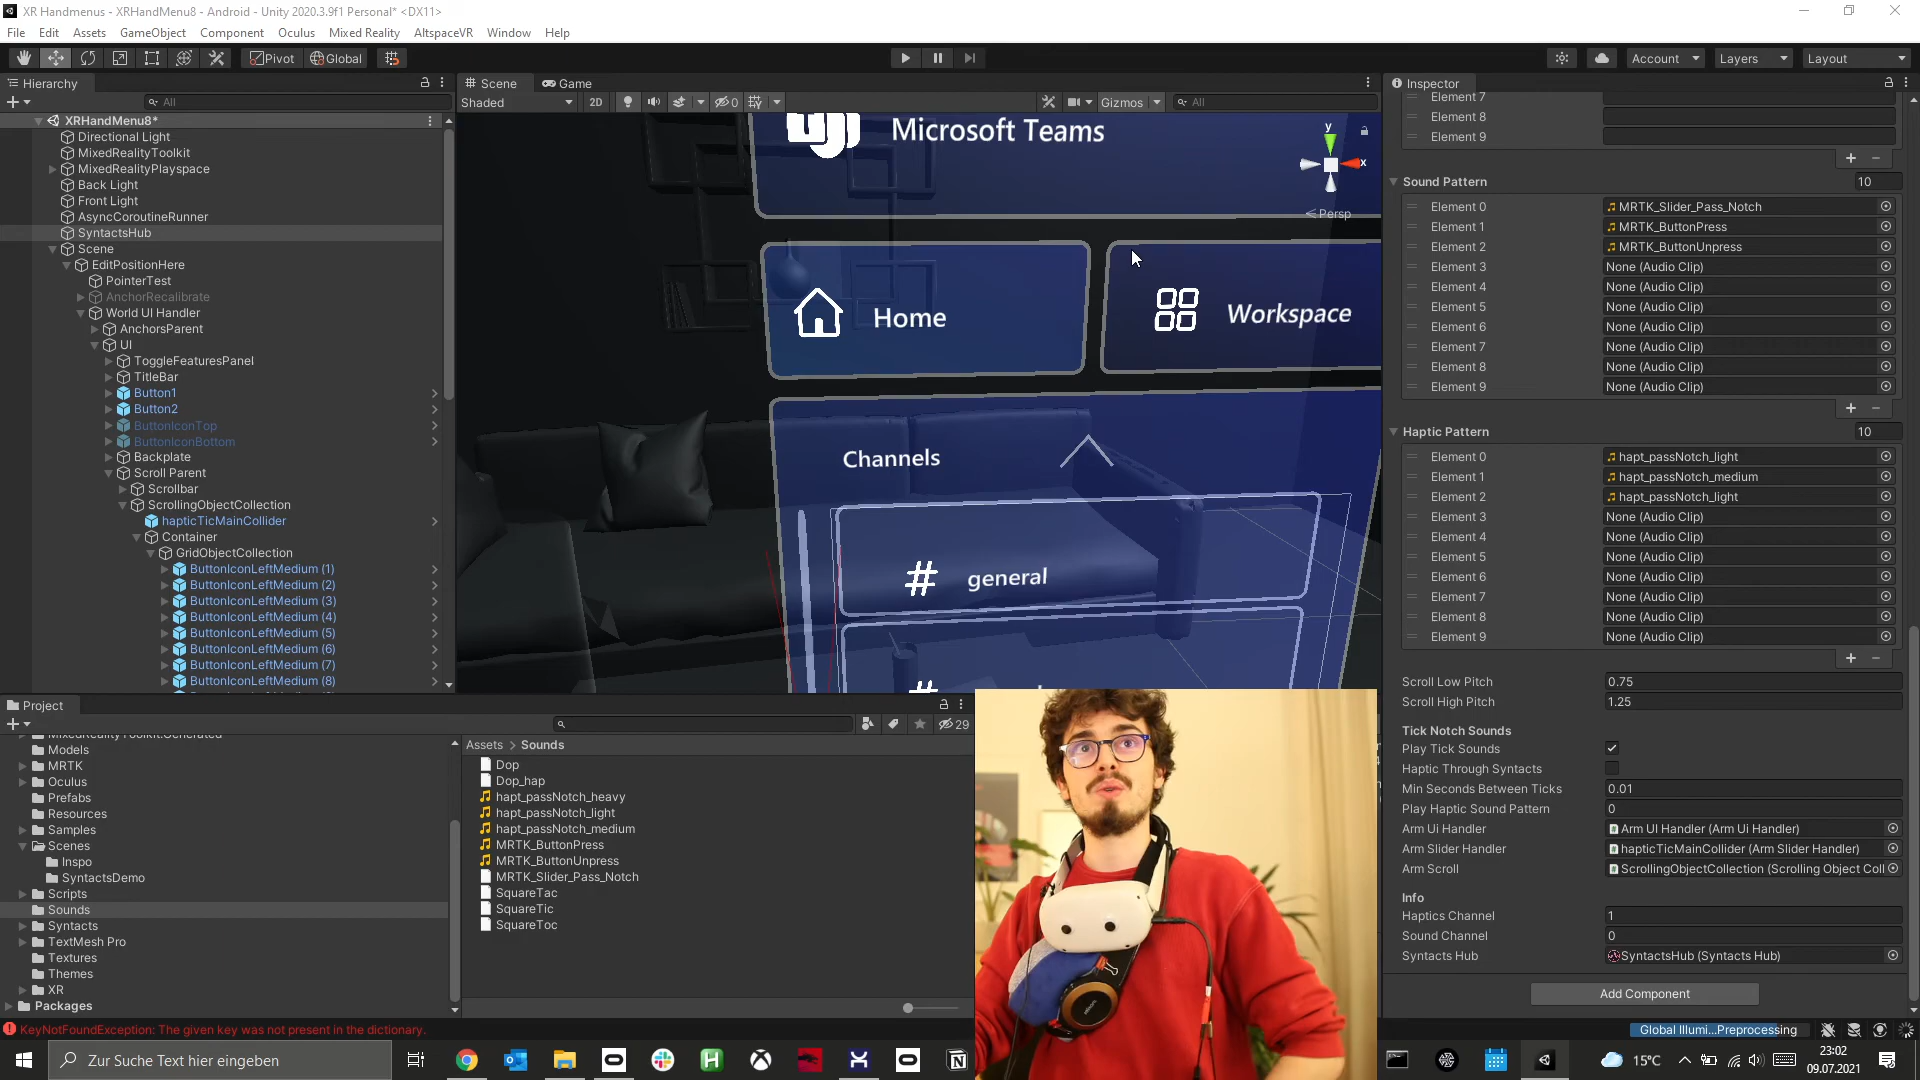 XR Handmenus - XRHandMenu8 - Android - Unity 2020.3.9f1 Personal* <DX11>
File Edit Assets GameObject Component Oculus Mixed Reality AltspaceVR Window Help
Pivot Global Account Layers Layout
Hierarchy
All
XRHandMenu8*
Directional Light
MixedRealityToolkit
MixedRealityPlayspace
Back Light
Front Light
AsyncCoroutineRunner
SyntactsHub
Scene
EditPositionHere
PointerTest
AnchorRecalibrate
World UI Handler
AnchorsParent
UI
ToggleFeaturesPanel
TitleBar
Button1
Button2
ButtonIconTop
ButtonIconBottom
Backplate
Scroll Parent
Scrollbar
ScrollingObjectCollection
hapticTicMainCollider
Container
GridObjectCollection
ButtonIconLeftMedium (1)
ButtonIconLeftMedium (2)
ButtonIconLeftMedium (3)
ButtonIconLeftMedium (4)
ButtonIconLeftMedium (5)
ButtonIconLeftMedium (6)
ButtonIconLeftMedium (7)
ButtonIconLeftMedium (8)
Scene Game
Shaded 2D 0 Gizmos All
Microsoft Teams
y
x
Persp
Home
Workspace
Channels
# general
#
Inspector
Element 7
Element 8
Element 9
Sound Pattern 10
Element 0 MRTK_Slider_Pass_Notch
Element 1 MRTK_ButtonPress
Element 2 MRTK_ButtonUnpress
Element 3 None (Audio Clip)
Element 4 None (Audio Clip)
Element 5 None (Audio Clip)
Element 6 None (Audio Clip)
Element 7 None (Audio Clip)
Element 8 None (Audio Clip)
Element 9 None (Audio Clip)
Haptic Pattern 10
Element 0 hapt_passNotch_light
Element 1 hapt_passNotch_medium
Element 2 hapt_passNotch_light
Element 3 None (Audio Clip)
Element 4 None (Audio Clip)
Element 5 None (Audio Clip)
Element 6 None (Audio Clip)
Element 7 None (Audio Clip)
Element 8 None (Audio Clip)
Element 9 None (Audio Clip)
Scroll Low Pitch 0.75
Scroll High Pitch 1.25
Tick Notch Sounds
Play Tick Sounds
Haptic Through Syntacts
Min Seconds Between Ticks 0.01
Play Haptic Sound Pattern 0
Arm Ui Handler Arm UI Handler (Arm Ui Handler)
Arm Slider Handler hapticTicMainCollider (Arm Slider Handler)
Arm Scroll ScrollingObjectCollection (Scrolling Object Coll
Info
Haptics Channel 1
Sound Channel 0
Syntacts Hub SyntactsHub (Syntacts Hub)
Add Component
Project
29
MixedRealityToolkit.Generated
Models
MRTK
Oculus
Prefabs
Resources
Samples
Scenes
Inspo
SyntactsDemo
Scripts
Sounds
Syntacts
TextMesh Pro
Textures
Themes
XR
Packages
Assets > Sounds
Dop
Dop_hap
hapt_passNotch_heavy
hapt_passNotch_light
hapt_passNotch_medium
MRTK_ButtonPress
MRTK_ButtonUnpress
MRTK_Slider_Pass_Notch
SquareTac
SquareTic
SquareToc
KeyNotFoundException: The given key was not present in the dictionary.
Global Illumi...Preprocessing
Zur Suche Text hier eingeben
15°C
23:02
09.07.2021